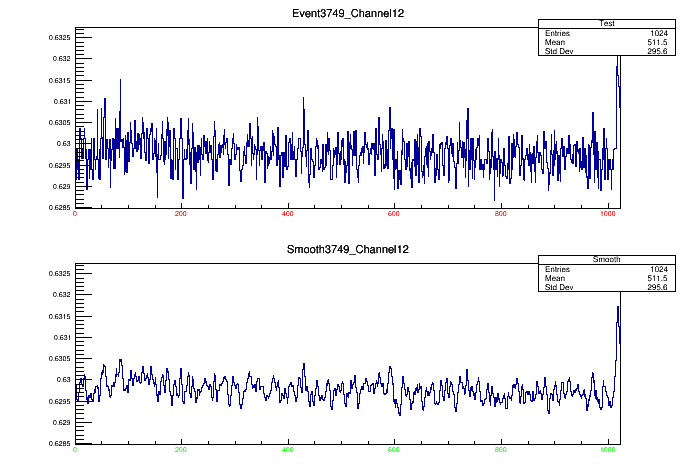 Event3749_Channel12
Test
Entries 1024
Mean 511.5
Std Dev 295.6
0.6325
0.632
0.6315
0.631
0.6305
0.63
0.6295
0.629
0.6285
0 200 400 600 800 1000
Smooth3749_Channel12
Smooth
Entries 1024
Mean 511.5
Std Dev 295.6
0.6325
0.632
0.6315
0.631
0.6305
0.63
0.6295
0.629
0.6285
0 200 400 600 800 1000